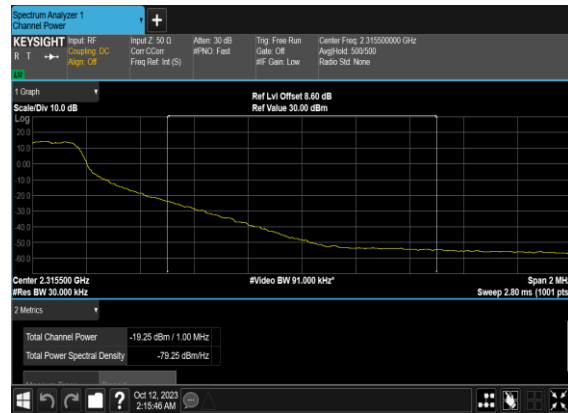 Spectrum Analyzer 1
Channel Power
KEYSIGHT
R T
LU
Input: RF
Coupling: DC
Align: Off
Input Z: 50 Ω
Corr CCorr
Freq Ref: Int (S)
Atten: 30 dB
#PNO: Fast
Trig: Free Run
Gate: Off
#IF Gain: Low
Center Freq: 2.315500000 GHz
Avg|Hold: 500/500
Radio Std: None
1 Graph
Scale/Div 10.0 dB
Ref Lvl Offset 8.60 dB
Ref Value 30.00 dBm
Log
20.0
10.0
0.00
-10.0
-20.0
-30.0
-40.0
-50.0
-60.0
Center 2.315500 GHz
#Res BW 30.000 kHz
#Video BW 91.000 kHz*
Span 2 MHz
Sweep 2.80 ms (1001 pts
2 Metrics
Total Channel Power -19.25 dBm / 1.00 MHz
Total Power Spectral Density -79.25 dBm/Hz
?
Oct 12, 2023
2:15:46 AM